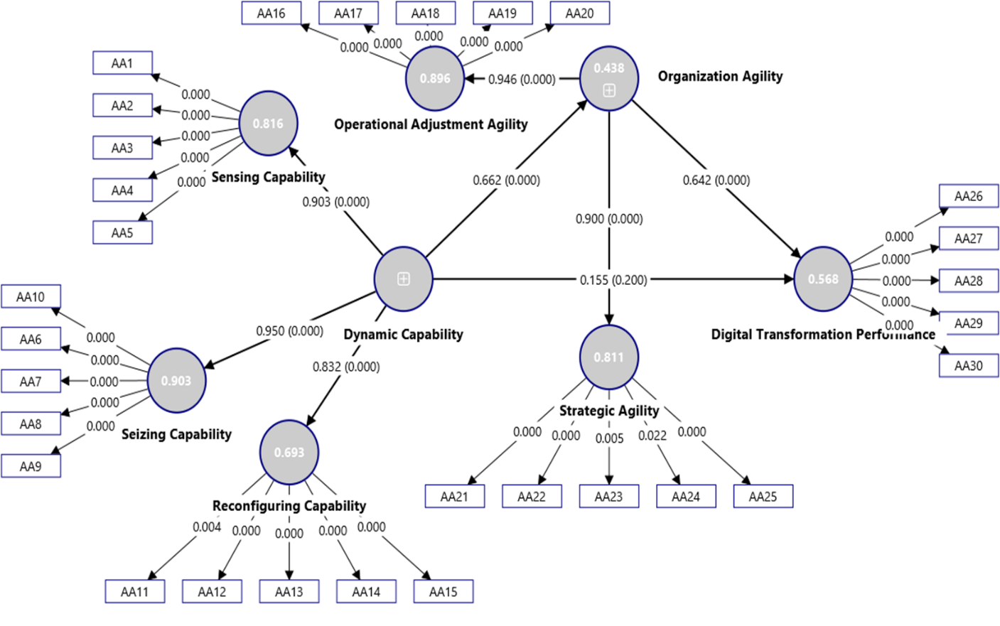 AA16 AA17 AA18 AA19 AA20
0.000 0.000 0.000 0.000 0.000
AA1
AA2
AA3
AA4
AA5
0.000
0.000
0.000
0.000
0.000
0.816
Sensing Capability
0.896
Operational Adjustment Agility
0.946 (0.000)
0.438
Organization Agility
0.903 (0.000)
0.662 (0.000)
0.900 (0.000)
0.642 (0.000)
0.155 (0.200)
Dynamic Capability
0.950 (0.000)
0.832 (0.000)
0.568
Digital Transformation Performance
0.000
0.000
0.000
0.000
0.000
AA26
AA27
AA28
AA29
AA30
AA10
AA6
AA7
AA8
AA9
0.000
0.000
0.000
0.000
0.000
0.903
Seizing Capability
0.811
Strategic Agility
0.000 0.000 0.005 0.022 0.000
AA21 AA22 AA23 AA24 AA25
0.693
Reconfiguring Capability
0.004 0.000 0.000 0.000 0.000
AA11 AA12 AA13 AA14 AA15